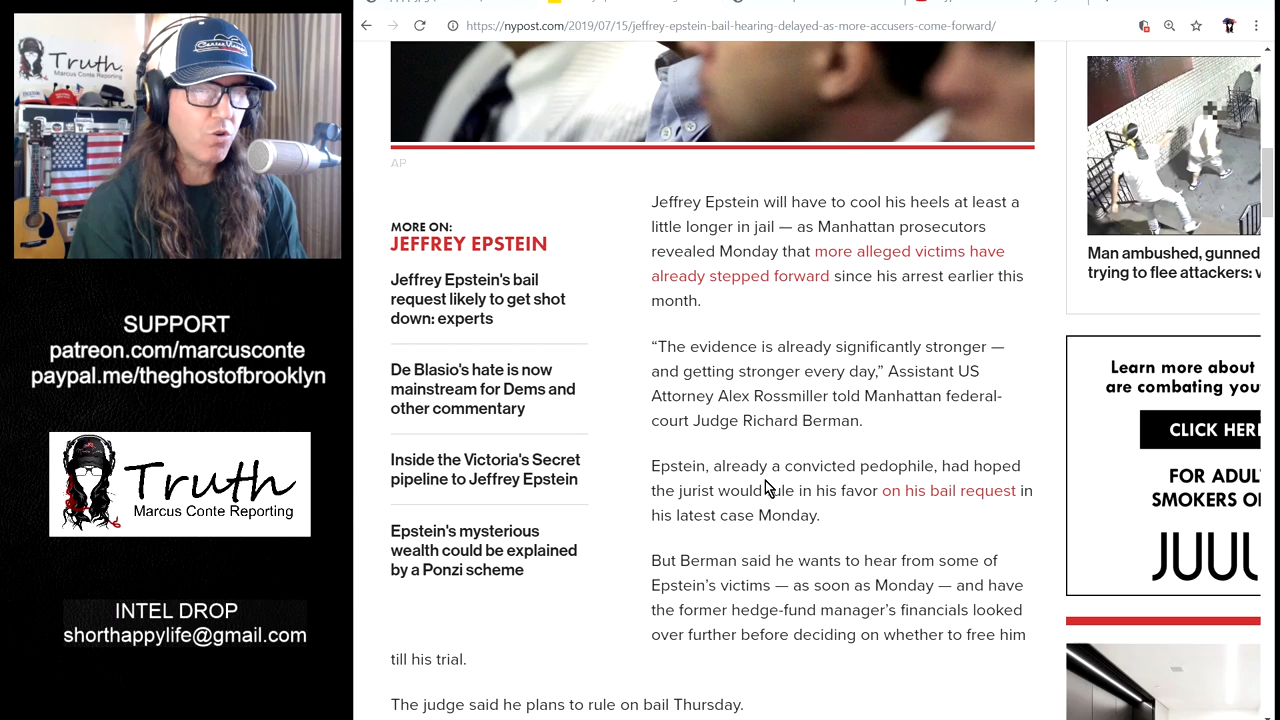 Truth.
Marcus Conte Reporting
SUPPORT
patreon.com/marcusconte
paypal.me/theghostofbrooklyn
Truth
Marcus Conte Reporting
INTEL DROP
shorthappylife@gmail.com
https://nypost.com/2019/07/15/jeffrey-epstein-bail-hearing-delayed-as-more-accusers-come-forward/
AP
MORE ON:
JEFFREY EPSTEIN
Jeffrey Epstein's bail
request likely to get shot
down: experts
De Blasio's hate is now
mainstream for Dems and
other commentary
Inside the Victoria's Secret
pipeline to Jeffrey Epstein
Epstein's mysterious
wealth could be explained
by a Ponzi scheme
Jeffrey Epstein will have to cool his heels at least a
little longer in jail — as Manhattan prosecutors
revealed Monday that more alleged victims have
already stepped forward since his arrest earlier this
month.
“The evidence is already significantly stronger —
and getting stronger every day,” Assistant US
Attorney Alex Rossmiller told Manhattan federal-
court Judge Richard Berman.
Epstein, already a convicted pedophile, had hoped
the jurist would rule in his favor on his bail request in
his latest case Monday.
But Berman said he wants to hear from some of
Epstein’s victims — as soon as Monday — and have
the former hedge-fund manager’s financials looked
over further before deciding on whether to free him
till his trial.
The judge said he plans to rule on bail Thursday.
Man ambushed, gunned
trying to flee attackers:
Learn more about
are combating you
CLICK HER
FOR ADUL
SMOKERS O
JUUL